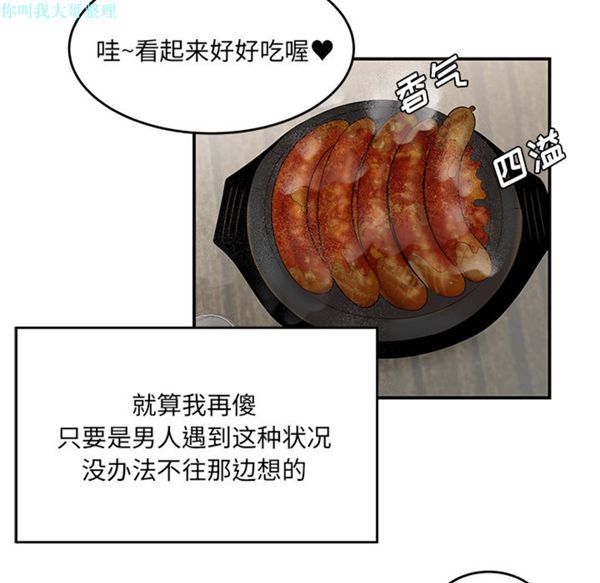 你叫我大哥整理
哇~看起来好好吃喔♥
香气
四溢
就算我再傻
只要是男人遇到这种状况
没办法不往那边想的